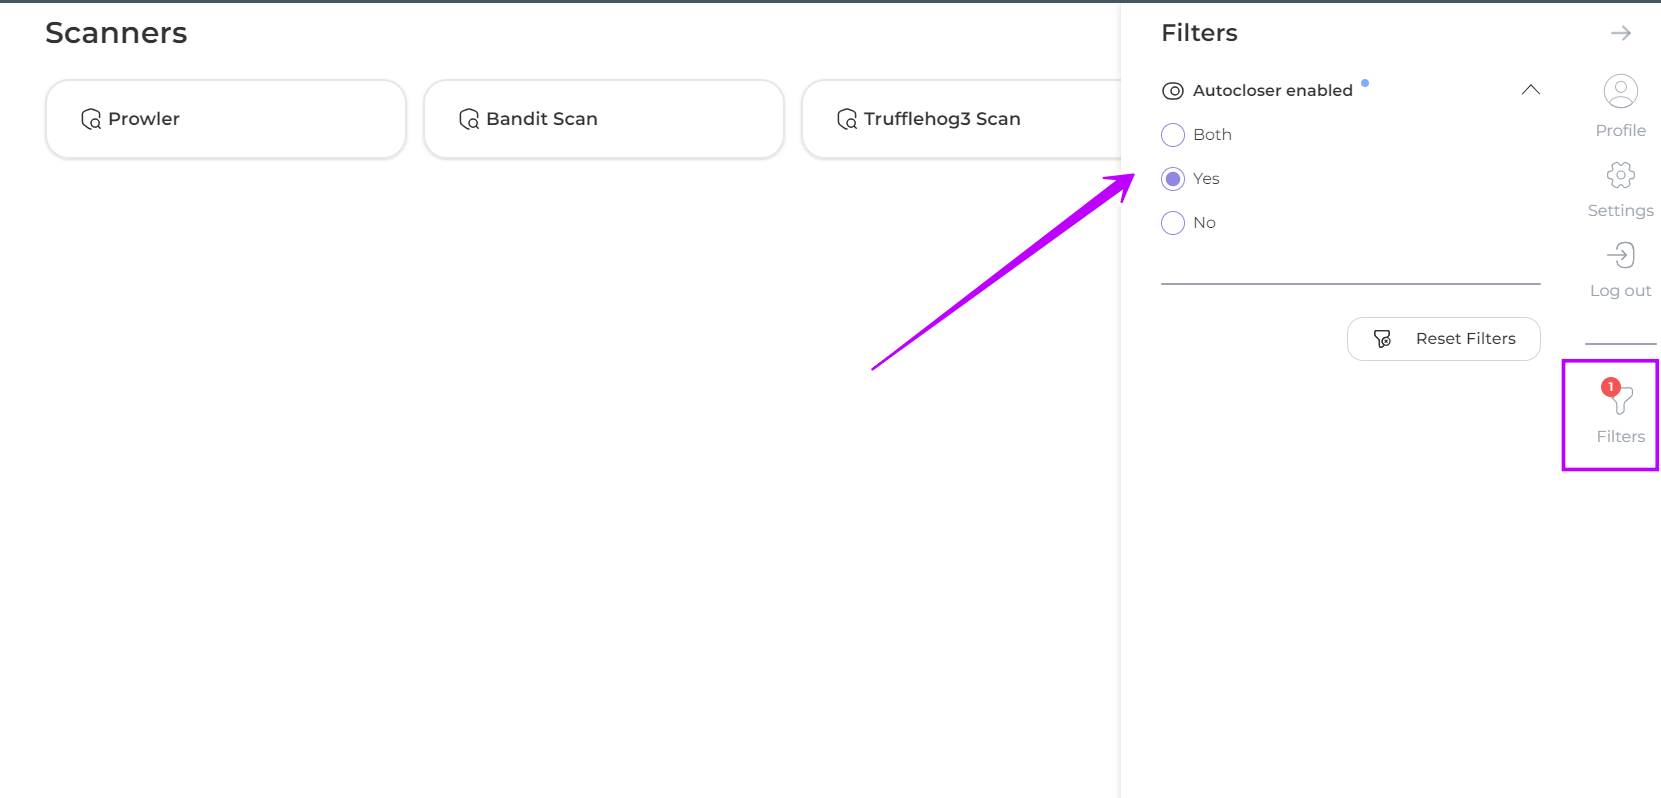 Scanners
Prowler
Bandit Scan
Trufflehog3 Scan
Filters
Autocloser enabled
Both
Yes
No
Reset Filters
Profile
Settings
Log out
1
Filters